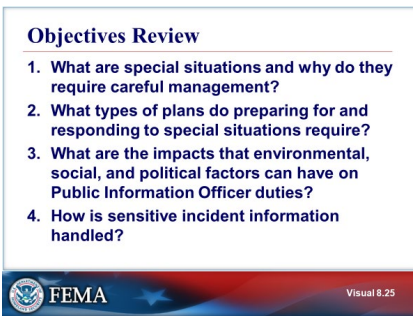 Objectives Review
1. What are special situations and why do they
require careful management?
2. What types of plans do preparing for and
responding to special situations require?
3. What are the impacts that environmental,
social, and political factors can have on
Public Information Officer duties?
4. How is sensitive incident information
handled?
FEMA
Visual 8.25